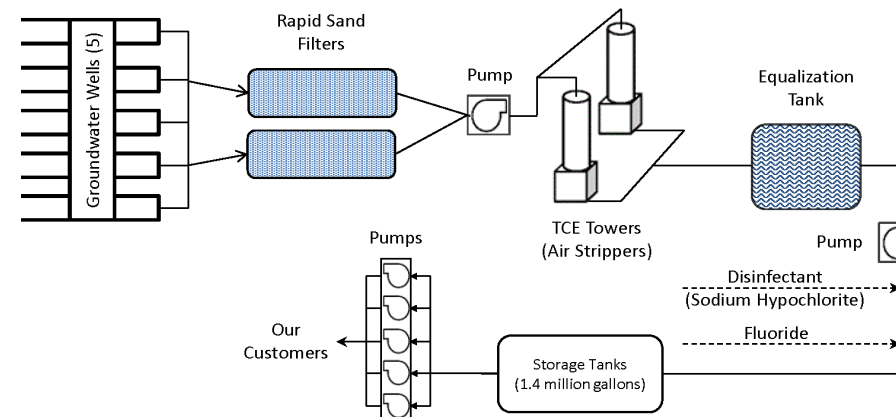 Rapid Sand
Filters
Groundwater Wells (5)
Pump
Equalization
Tank
TCE Towers
(Air Strippers)
Pump
Pumps
Disinfectant
(Sodium Hypochlorite)
Fluoride
Our
Customers
Storage Tanks
(1.4 million gallons)